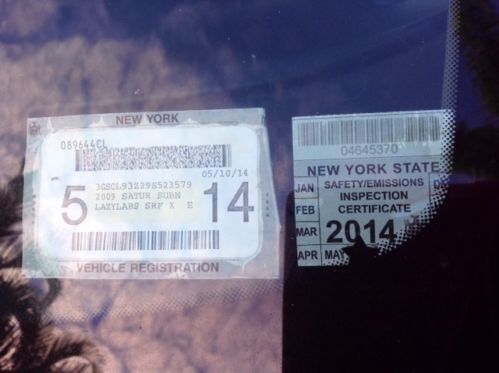 NEW YORK
089644CL
05/10/14
5
3GSCL93Z29S523579
2009 SATUR SUBN
LAZYLABS SRF X E
14
VEHICLE REGISTRATION
04645370
NEW YORK STATE
JAN
SAFETY/EMISSIONS
INSPECTION
FEB
CERTIFICATE
MAR
2014
APR
MAY